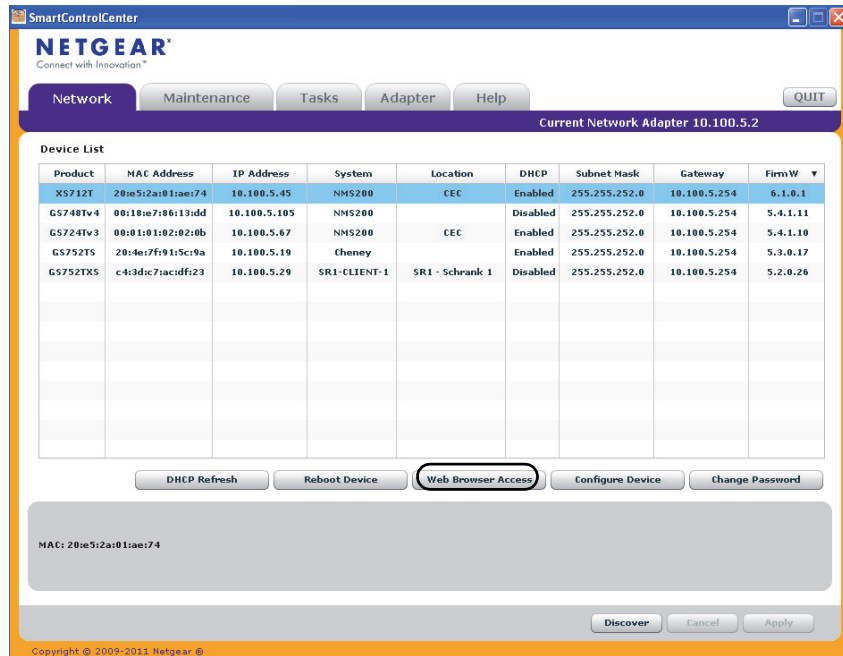 SmartControlCenter
NETGEAR®
Connect with Innovation™
Network Maintenance Tasks Adapter Help QUIT
Current Network Adapter 10.100.5.2
Device List
Product MAC Address IP Address System Location DHCP Subnet Mask Gateway FirmW ▼
XS712T 20:e5:2a:01:ae:74 10.100.5.45 NMS200 CEC Enabled 255.255.252.0 10.100.5.254 6.1.0.1
GS748Tv4 00:18:e7:86:13:dd 10.100.5.105 NMS200 Disabled 255.255.252.0 10.100.5.254 5.4.1.11
GS724Tv3 00:01:01:02:02:0b 10.100.5.67 NMS200 CEC Enabled 255.255.252.0 10.100.5.254 5.4.1.10
GS752TS 20:4e:7f:91:5c:9a 10.100.5.19 Cheney Enabled 255.255.252.0 10.100.5.254 5.3.0.17
GS752TXS c4:3d:c7:ac:df:23 10.100.5.29 SR1-CLIENT-1 SR1 - Schrank 1 Disabled 255.255.252.0 10.100.5.254 5.2.0.26
DHCP Refresh Reboot Device Web Browser Access Configure Device Change Password
MAC: 20:e5:2a:01:ae:74
Discover Cancel Apply
Copyright © 2009-2011 Netgear ®